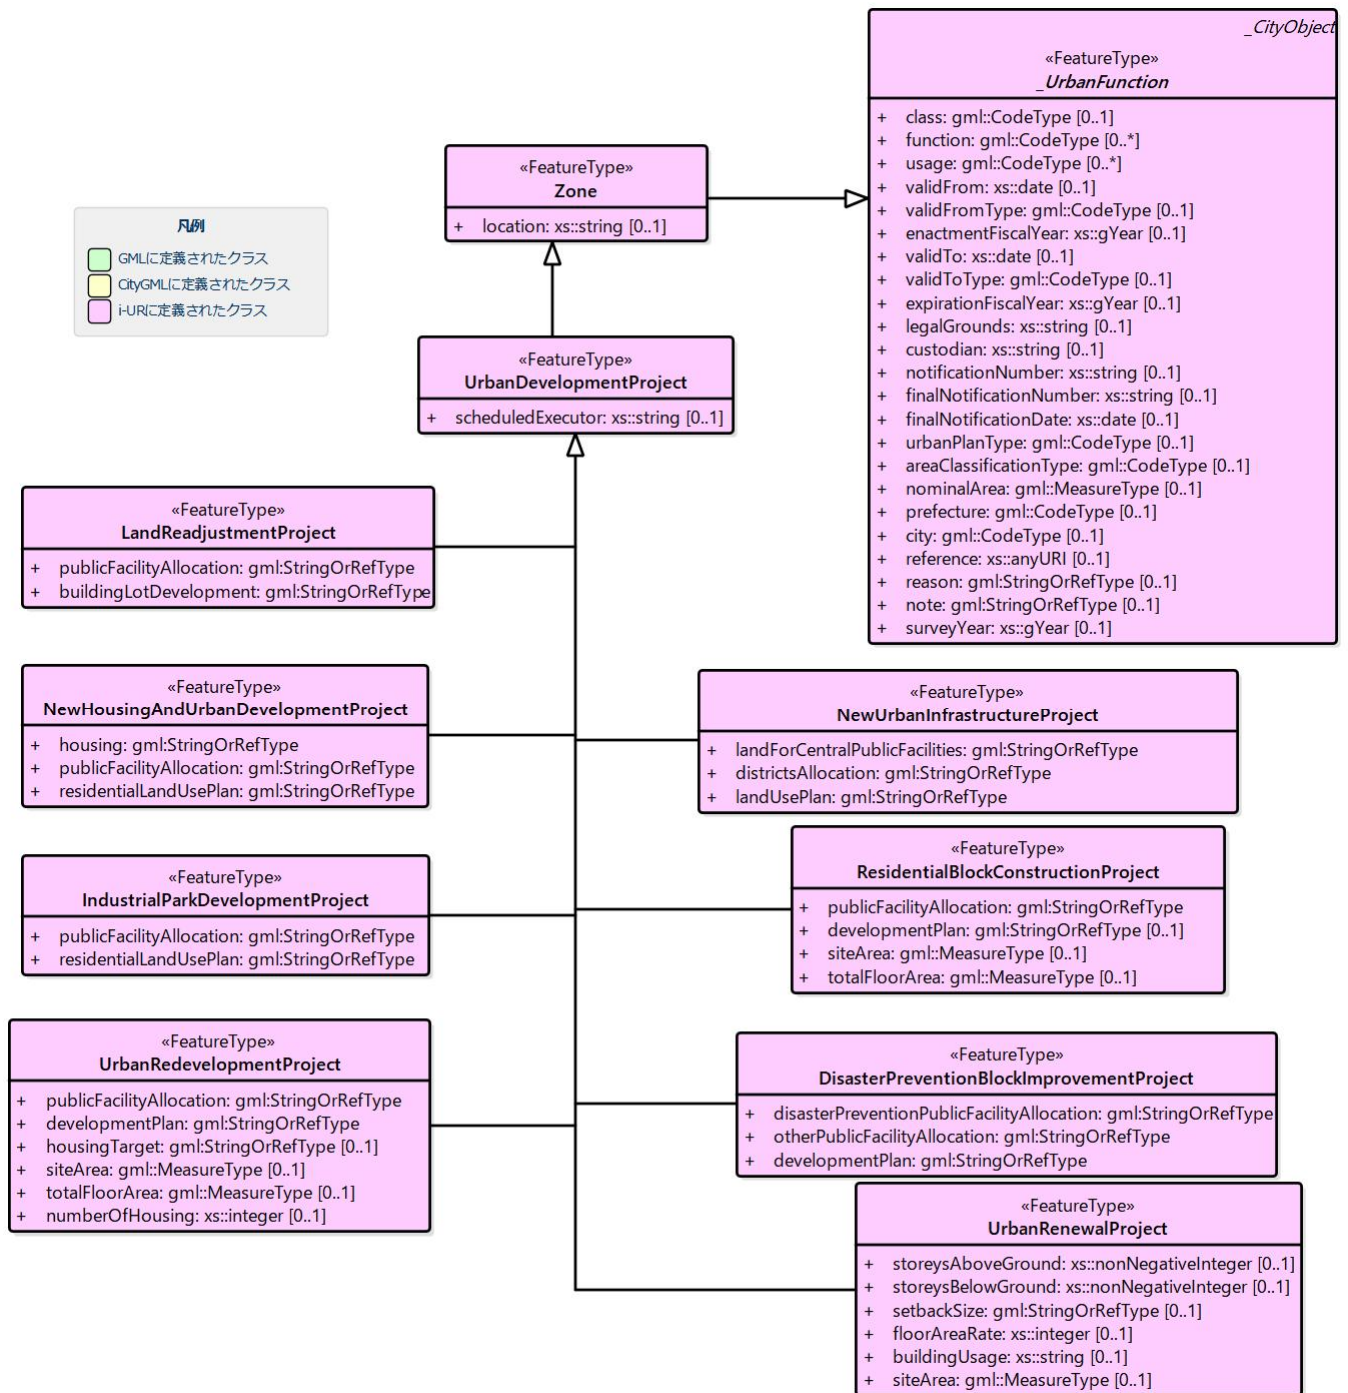 _CityObject
«FeatureType»
_UrbanFunction
+ class: gml::CodeType [0..1]
+ function: gml::CodeType [0..*]
+ usage: gml::CodeType [0..*]
+ validFrom: xs::date [0..1]
+ validFromType: gml::CodeType [0..1]
+ enactmentFiscalYear: xs::gYear [0..1]
+ validTo: xs::date [0..1]
+ validToType: gml::CodeType [0..1]
+ expirationFiscalYear: xs::gYear [0..1]
+ legalGrounds: xs::string [0..1]
+ custodian: xs::string [0..1]
+ notificationNumber: xs::string [0..1]
+ finalNotificationNumber: xs::string [0..1]
+ finalNotificationDate: xs::date [0..1]
+ urbanPlanType: gml::CodeType [0..1]
+ areaClassificationType: gml::CodeType [0..1]
+ nominalArea: gml::MeasureType [0..1]
+ prefecture: gml::CodeType [0..1]
+ city: gml::CodeType [0..1]
+ reference: xs::anyURI [0..1]
+ reason: gml:StringOrRefType [0..1]
+ note: gml:StringOrRefType [0..1]
+ surveyYear: xs::gYear [0..1]
«FeatureType»
Zone
+ location: xs::string [0..1]
凡例
GMLに定義されたクラス
CityGMLに定義されたクラス
i-URに定義されたクラス
«FeatureType»
UrbanDevelopmentProject
+ scheduledExecutor: xs::string [0..1]
«FeatureType»
LandReadjustmentProject
+ publicFacilityAllocation: gml:StringOrRefType
+ buildingLotDevelopment: gml:StringOrRefType
«FeatureType»
NewHousingAndUrbanDevelopmentProject
+ housing: gml:StringOrRefType
+ publicFacilityAllocation: gml:StringOrRefType
+ residentialLandUsePlan: gml:StringOrRefType
«FeatureType»
NewUrbanInfrastructureProject
+ landForCentralPublicFacilities: gml:StringOrRefType
+ districtsAllocation: gml:StringOrRefType
+ landUsePlan: gml:StringOrRefType
«FeatureType»
IndustrialParkDevelopmentProject
+ publicFacilityAllocation: gml:StringOrRefType
+ residentialLandUsePlan: gml:StringOrRefType
«FeatureType»
ResidentialBlockConstructionProject
+ publicFacilityAllocation: gml:StringOrRefType
+ developmentPlan: gml:StringOrRefType [0..1]
+ siteArea: gml::MeasureType [0..1]
+ totalFloorArea: gml::MeasureType [0..1]
«FeatureType»
UrbanRedevelopmentProject
+ publicFacilityAllocation: gml:StringOrRefType
+ developmentPlan: gml:StringOrRefType
+ housingTarget: gml:StringOrRefType [0..1]
+ siteArea: gml::MeasureType [0..1]
+ totalFloorArea: gml::MeasureType [0..1]
+ numberOfHousing: xs::integer [0..1]
«FeatureType»
DisasterPreventionBlockImprovementProject
+ disasterPreventionPublicFacilityAllocation: gml:StringOrRefType
+ otherPublicFacilityAllocation: gml:StringOrRefType
+ developmentPlan: gml:StringOrRefType
«FeatureType»
UrbanRenewalProject
+ storeysAboveGround: xs::nonNegativeInteger [0..1]
+ storeysBelowGround: xs::nonNegativeInteger [0..1]
+ setbackSize: gml:StringOrRefType [0..1]
+ floorAreaRate: xs::integer [0..1]
+ buildingUsage: xs::string [0..1]
+ siteArea: gml::MeasureType [0..1]